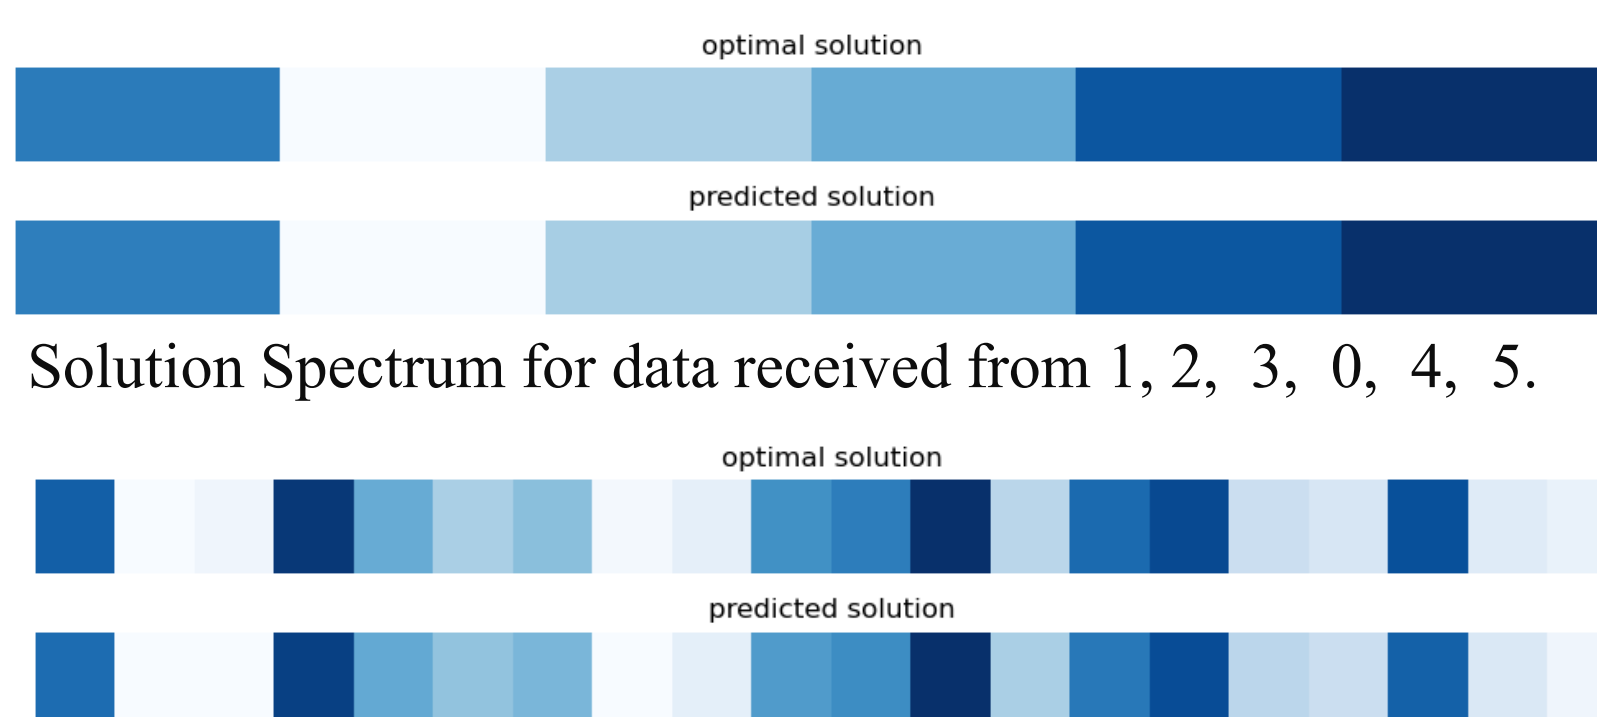 optimal solution
predicted solution
Solution Spectrum for data received from 1, 2, 3, 0, 4, 5.
optimal solution
predicted solution